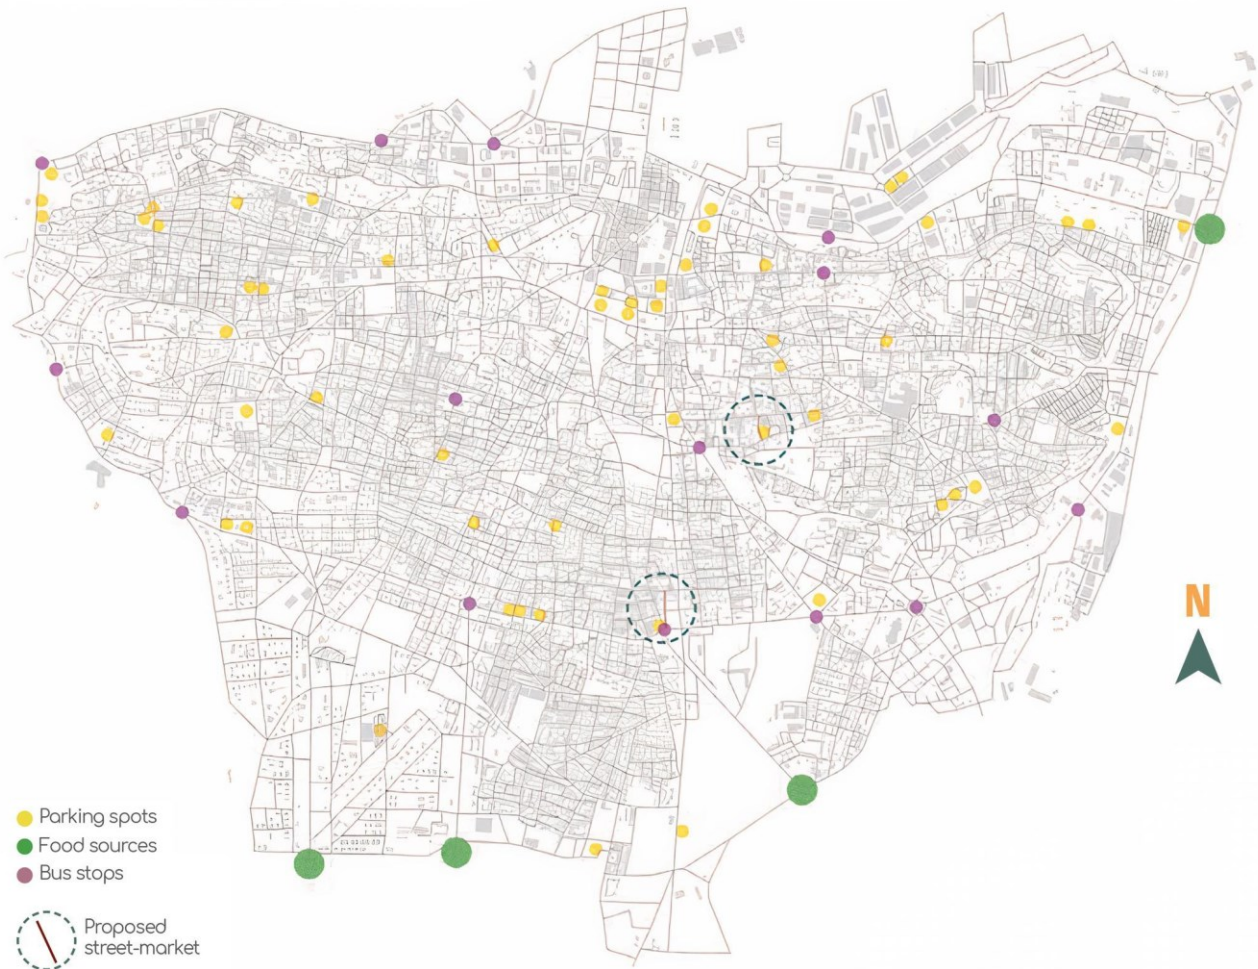 N
Parking spots
Food sources
Bus stops
Proposed
street-market